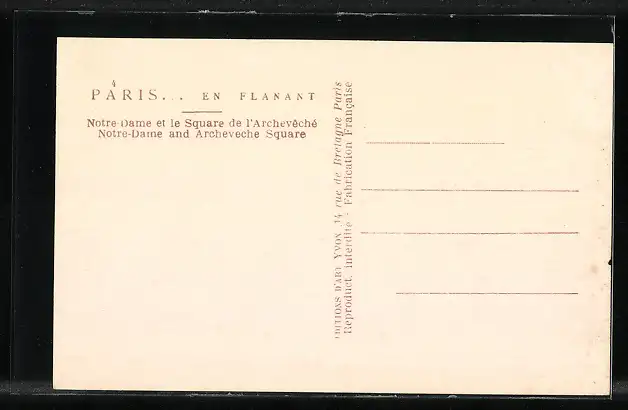 4
PARIS... EN FLANANT
Notre-Dame et le Square de l'Archevêché
Notre-Dame and Archeveche Square
EDITIONS D'ART YVON, 14 rue de Bretagne Paris
Reproduct. interdite - Fabrication Française